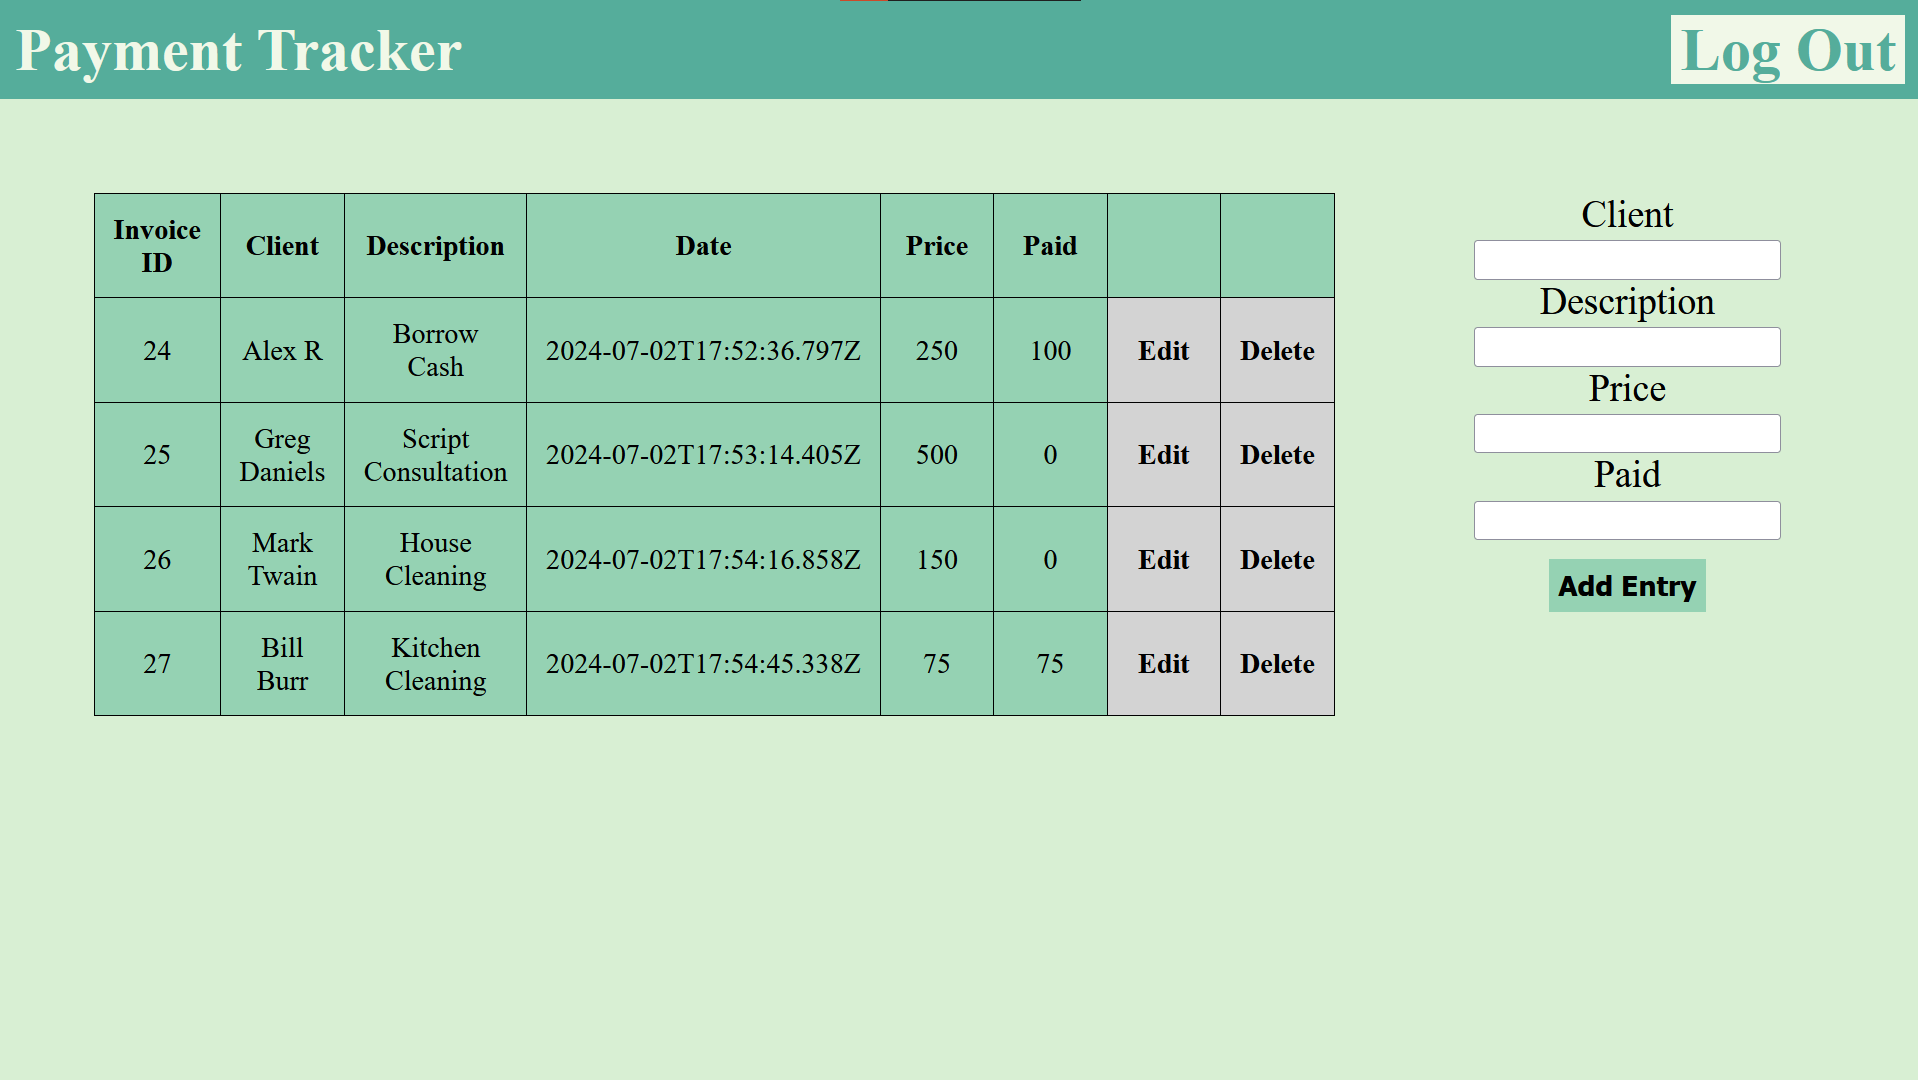 Payment Tracker
Log Out
Invoice
ID
Client
Description
Date
Price
Paid
24
Alex R
Borrow
Cash
2024-07-02T17:52:36.797Z
250
100
Edit
Delete
25
Greg
Daniels
Script
Consultation
2024-07-02T17:53:14.405Z
500
0
Edit
Delete
26
Mark
Twain
House
Cleaning
2024-07-02T17:54:16.858Z
150
0
Edit
Delete
27
Bill
Burr
Kitchen
Cleaning
2024-07-02T17:54:45.338Z
75
75
Edit
Delete
Client
Description
Price
Paid
Add Entry